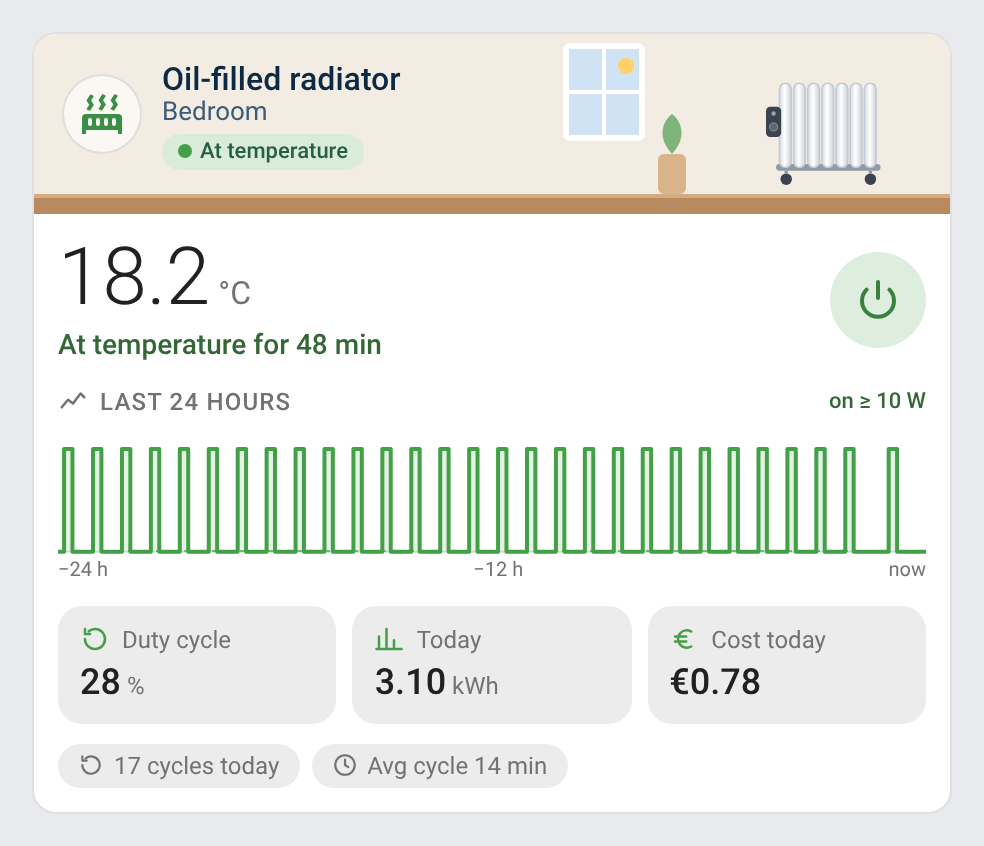 Oil-filled radiator
Bedroom
At temperature
18.2 °C
At temperature for 48 min
LAST 24 HOURS
on ≥ 10 W
−24 h
−12 h
now
Duty cycle
28 %
Today
3.10 kWh
€ Cost today
€0.78
17 cycles today
Avg cycle 14 min